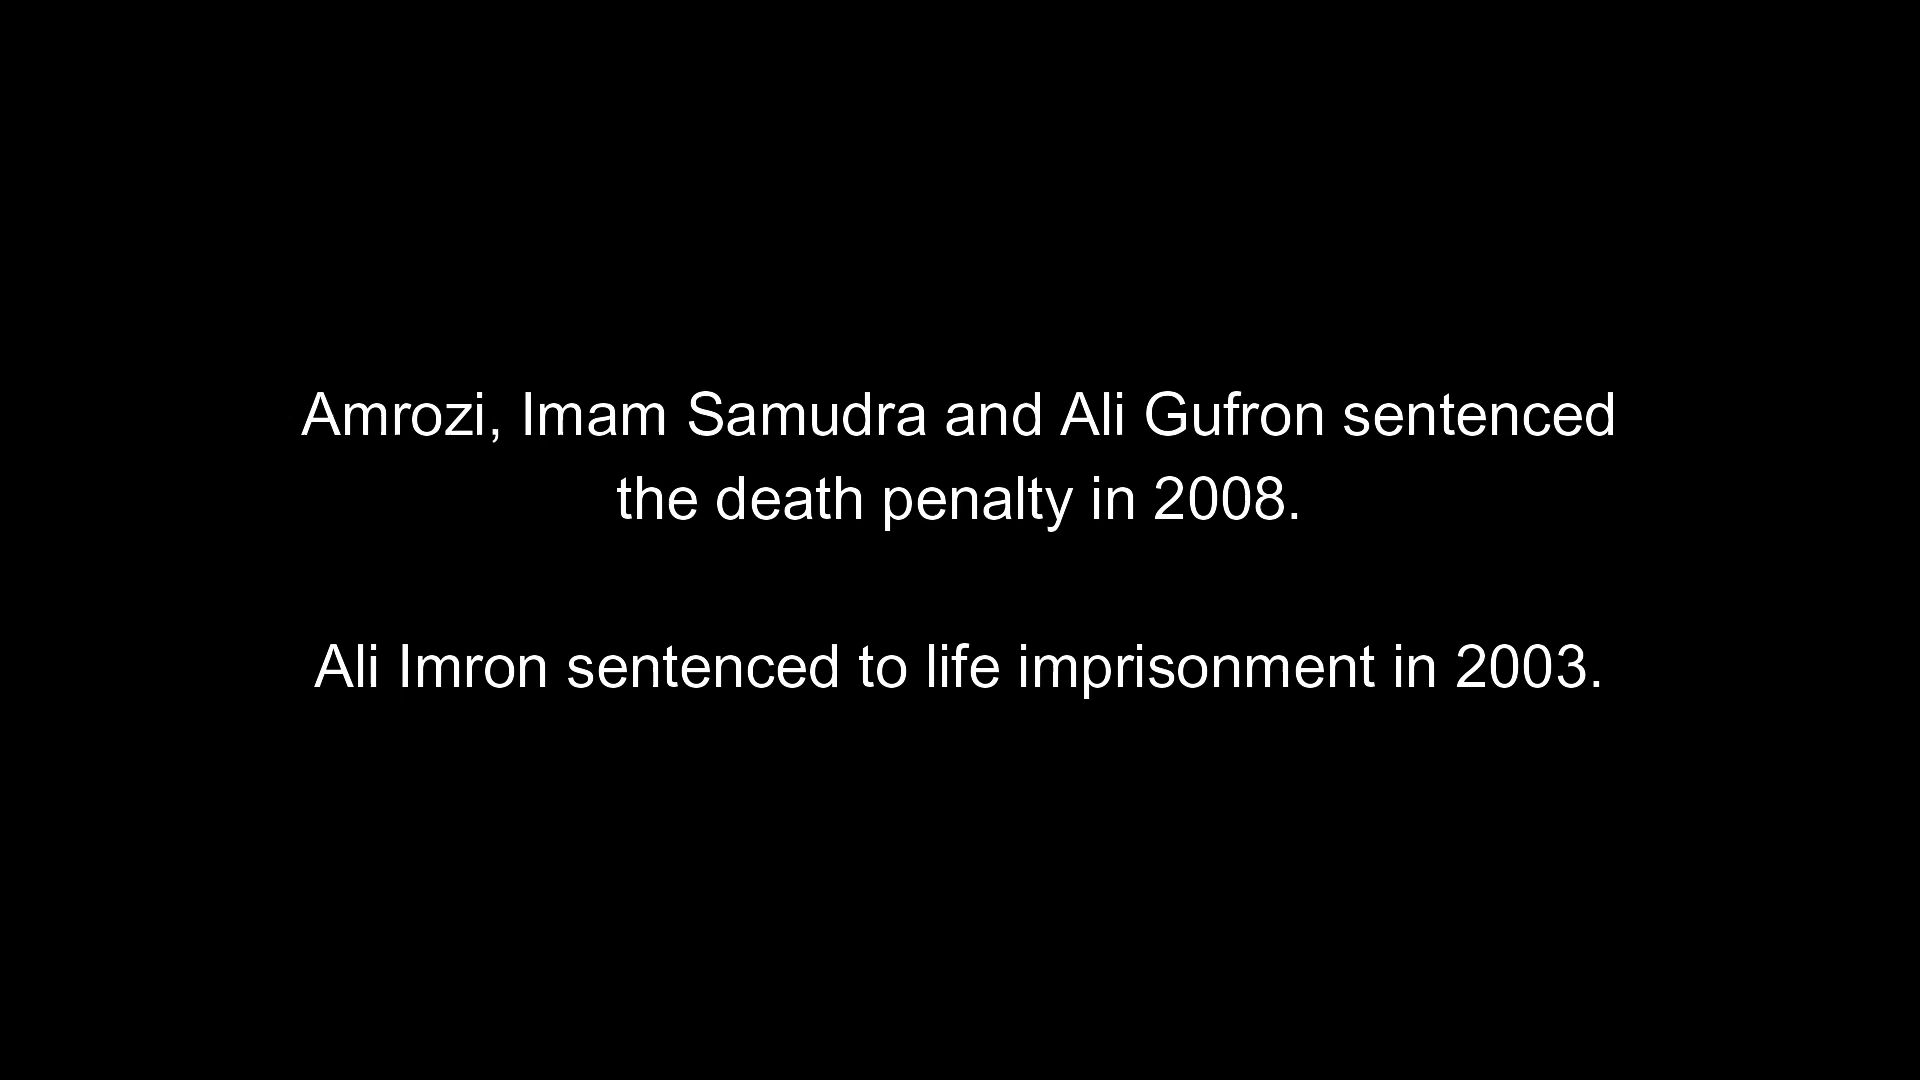 Amrozi, Imam Samudra and Ali Gufron sentenced
the death penalty in 2008.
Ali Imron sentenced to life imprisonment in 2003.